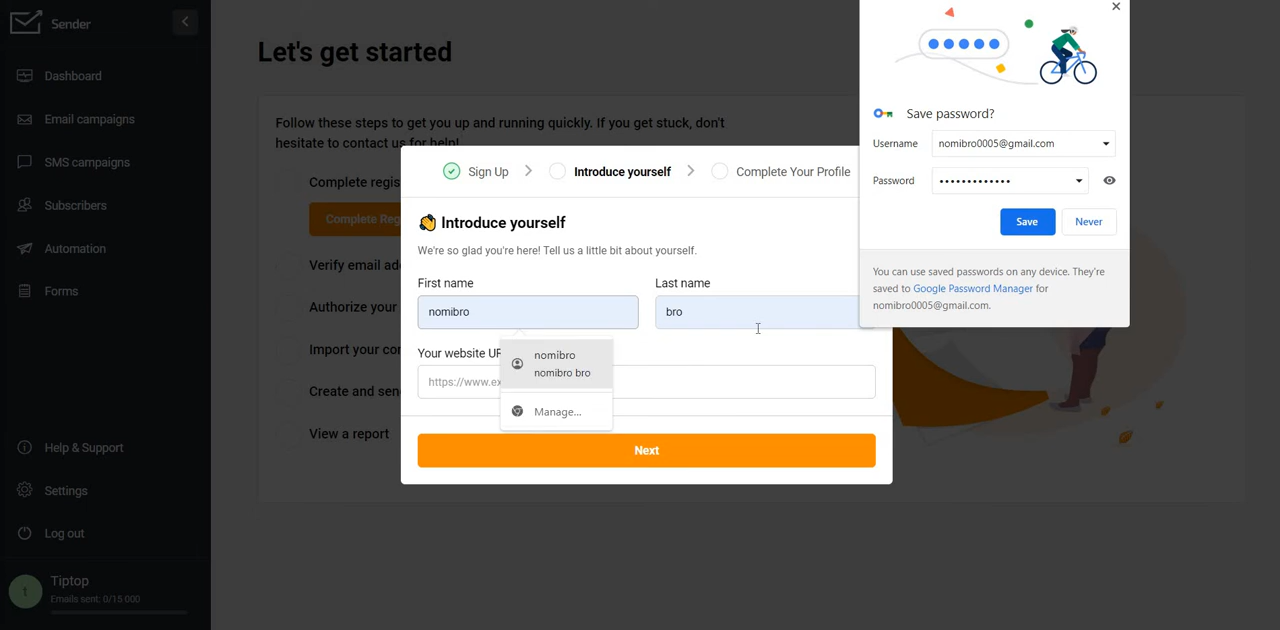 Sender
Dashboard
Email campaigns
SMS campaigns
Subscribers
Automation
Forms
Help & Support
Settings
Log out
t
Tiptop
Emails sent: 0/15 000
Let's get started
Follow these steps to get you up and running quickly. If you get stuck, don't
hesitate to contact us for help!
Complete regis
Complete Reg
Verify email add
Authorize your
Import your con
Create and send
View a report
Sign Up
Introduce yourself
Complete Your Profile
👋 Introduce yourself
We're so glad you're here! Tell us a little bit about yourself.
First name
Last name
nomibro
bro
Your website UR
https://www.ex
nomibro
nomibro bro
Manage...
Next
Save password?
Username
nomibro0005@gmail.com
Password
•••••••••••••
Save
Never
You can use saved passwords on any device. They're
saved to Google Password Manager for
nomibro0005@gmail.com.